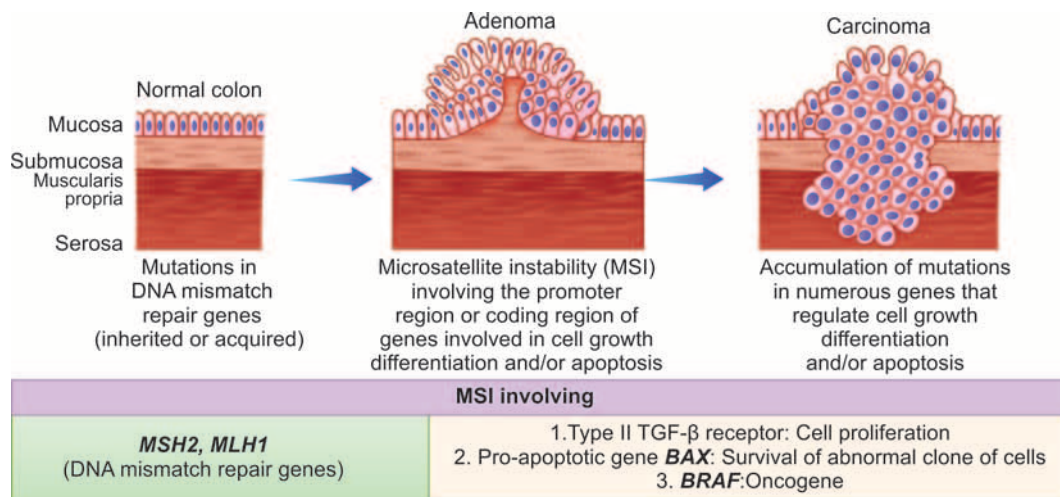 Adenoma
Carcinoma
Normal colon
Mucosa
Submucosa
Muscularis
propria
Serosa
Mutations in
DNA mismatch
repair genes
(inherited or acquired)
Microsatellite instability (MSI)
involving the promoter
region or coding region of
genes involved in cell growth
differentiation and/or apoptosis
Accumulation of mutations
in numerous genes that
regulate cell growth
differentiation
and/or apoptosis
MSI involving
MSH2, MLH1
(DNA mismatch repair genes)
1.Type II TGF-β receptor: Cell proliferation
2. Pro-apoptotic gene BAX: Survival of abnormal clone of cells
3. BRAF:Oncogene